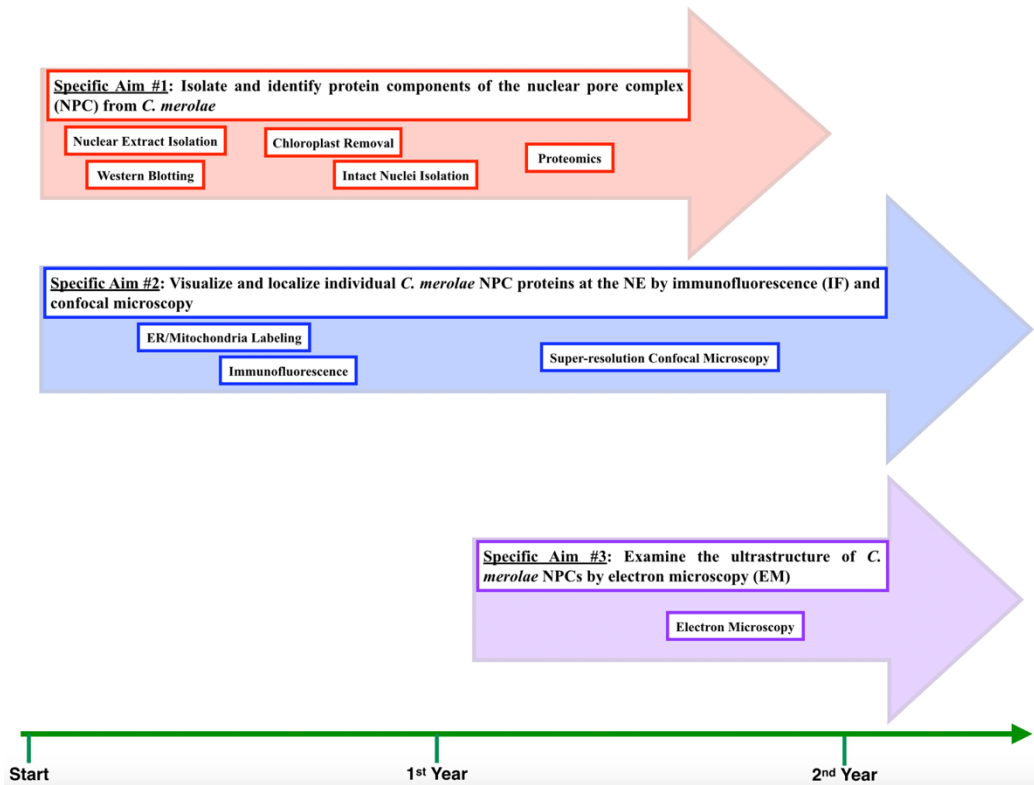 Specific Aim #1: Isolate and identify protein components of the nuclear pore complex
(NPC) from C. merolae
Nuclear Extract Isolation
Chloroplast Removal
Proteomics
Western Blotting
Intact Nuclei Isolation
Specific Aim #2: Visualize and localize individual C. merolae NPC proteins at the NE by immunofluorescence (IF) and
confocal microscopy
ER/Mitochondria Labeling
Super-resolution Confocal Microscopy
Immunofluorescence
Specific Aim #3: Examine the ultrastructure of C.
merolae NPCs by electron microscopy (EM)
Electron Microscopy
Start
1st Year
2nd Year